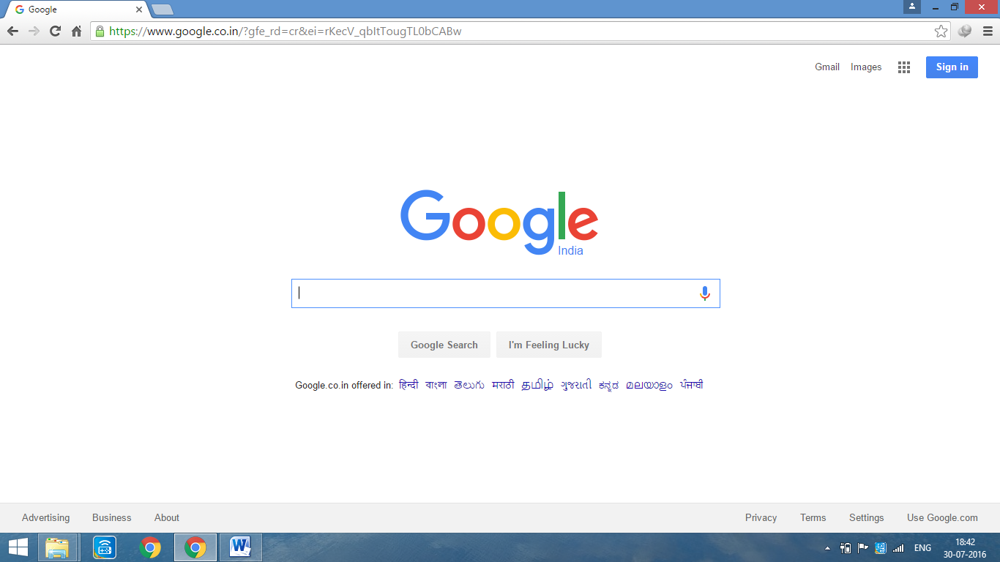 Google
https://www.google.co.in/?gfe_rd=cr&ei=rKecV_qbItTougTL0bCABw
Gmail Images Sign in
Google
India
Google Search I'm Feeling Lucky
Google.co.in offered in: हिन्दी বাংলা తెలుగు मराठी தமிழ் ગુજરાતી ಕನ್ನಡ മലയാളം ਪੰਜਾਬੀ
Advertising Business About Privacy Terms Settings Use Google.com
ENG 18:42
30-07-2016